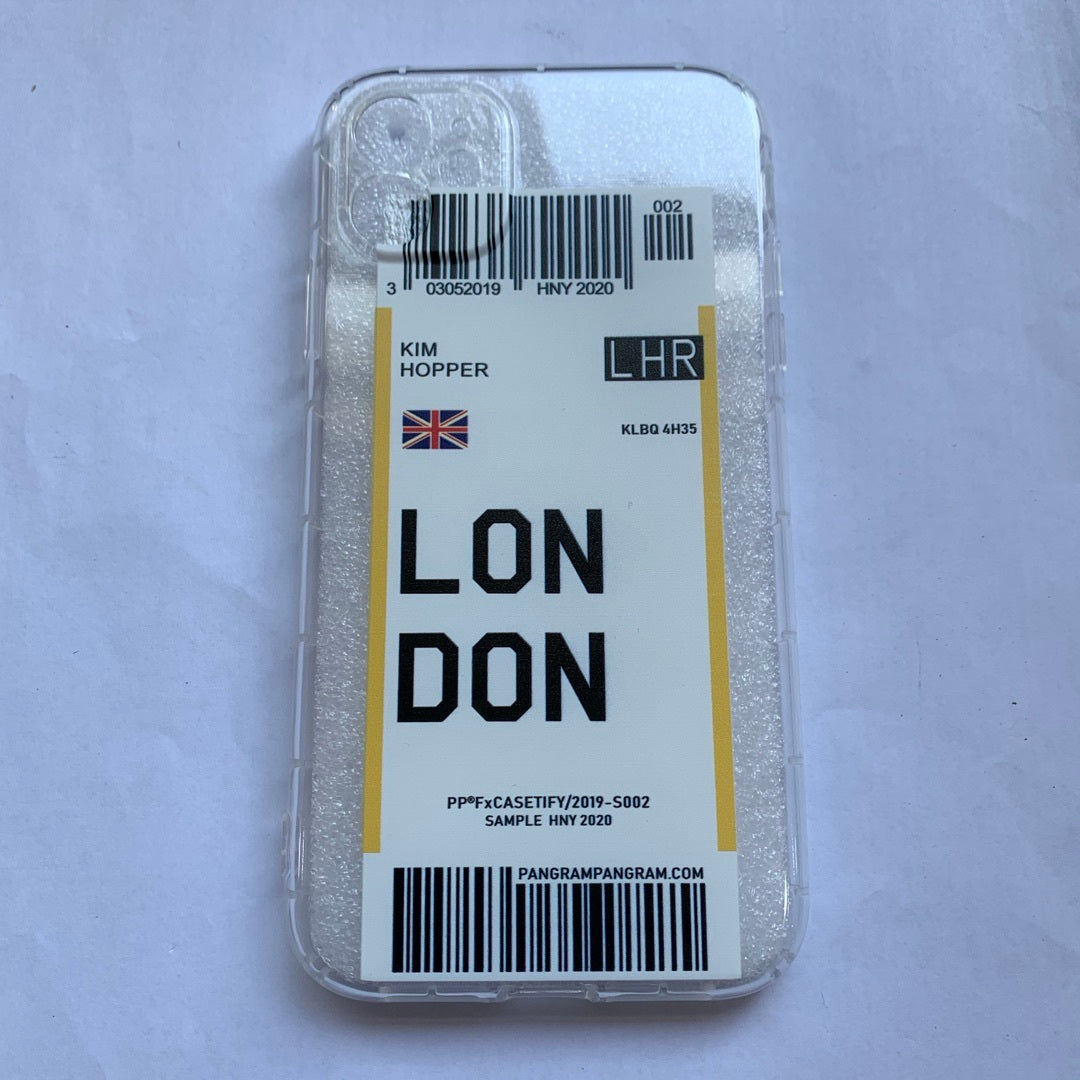 002
3 03052019 HNY 2020
KIM
HOPPER
LHR
KLBQ 4H35
LON
DON
PP®FxCASETIFY/2019-S002
SAMPLE HNY 2020
PANGRAMPANGRAM.COM